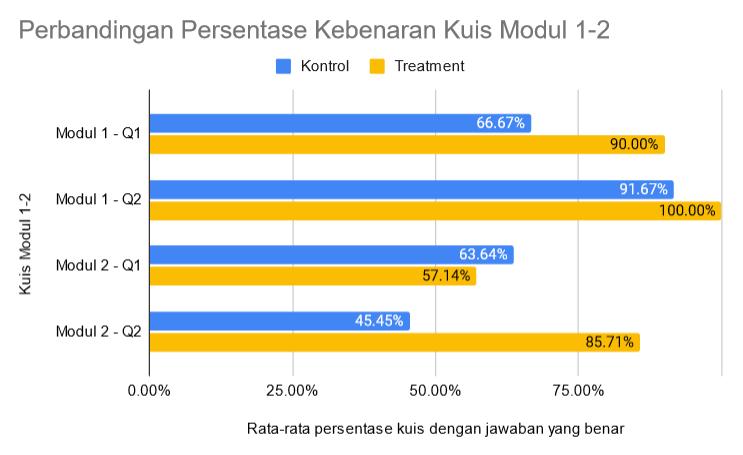 Perbandingan Persentase Kebenaran Kuis Modul 1-2
Kontrol
Treatment
Kuis Modul 1-2
Modul 1 - Q1
66.67%
90.00%
Modul 1 - Q2
91.67%
100.00%
Modul 2 - Q1
63.64%
57.14%
Modul 2 - Q2
45.45%
85.71%
0.00%
25.00%
50.00%
75.00%
Rata-rata persentase kuis dengan jawaban yang benar